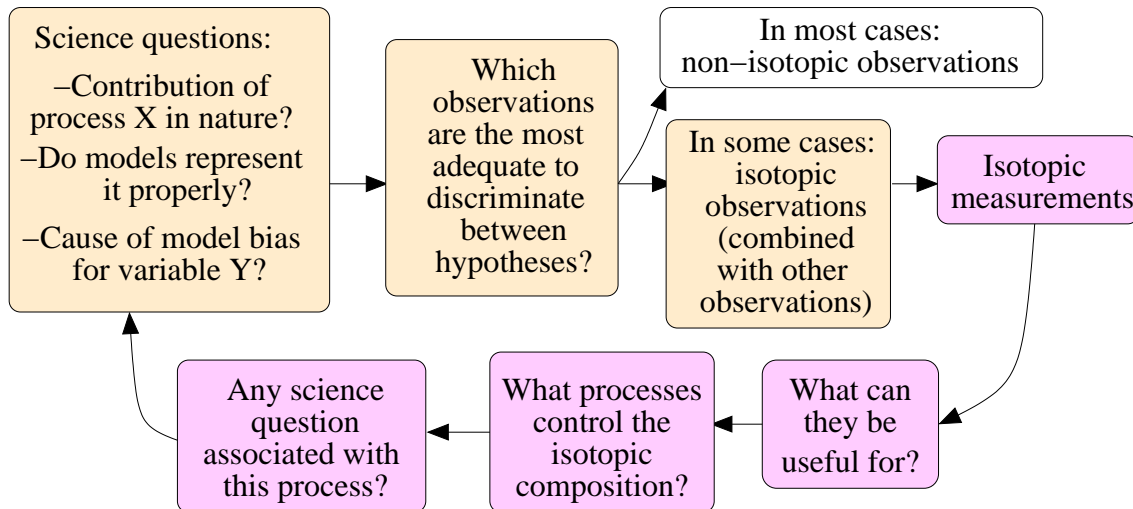 Science questions:
–Contribution of
process X in nature?
–Do models represent
it properly?
–Cause of model bias
for variable Y?
Which
observations
are the most
adequate to
discriminate
between
hypotheses?
In most cases:
non–isotopic observations
In some cases:
isotopic
observations
(combined
with other
observations)
Isotopic
measurements
What can
they be
useful for?
What processes
control the
isotopic
composition?
Any science
question
associated with
this process?